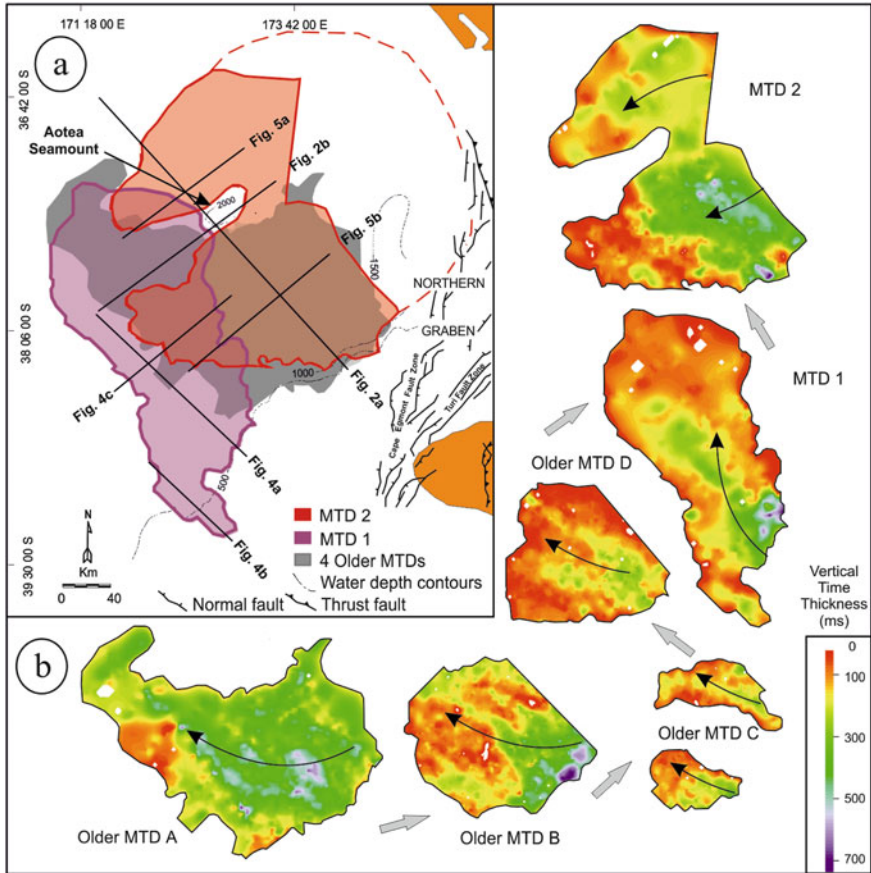 171 18 00 E
173 42 00 E
a
36 42 00 S
38 06 00 S
39 30 00 S
Aotea
Seamount
Fig. 5a
Fig. 2b
2000
Fig. 5b
1500
NORTHERN
GRABEN
1000
Fig. 4c
Fig. 2a
Cape Egmont Fault Zone
Turi Fault Zone
500
Fig. 4a
Fig. 4b
N
Km
0 40
MTD 2
MTD 1
4 Older MTDs
Water depth contours
Normal fault
Thrust fault
MTD 2
MTD 1
Older MTD D
b
Older MTD A
Older MTD B
Older MTD C
Vertical
Time
Thickness
(ms)
0
100
300
500
700